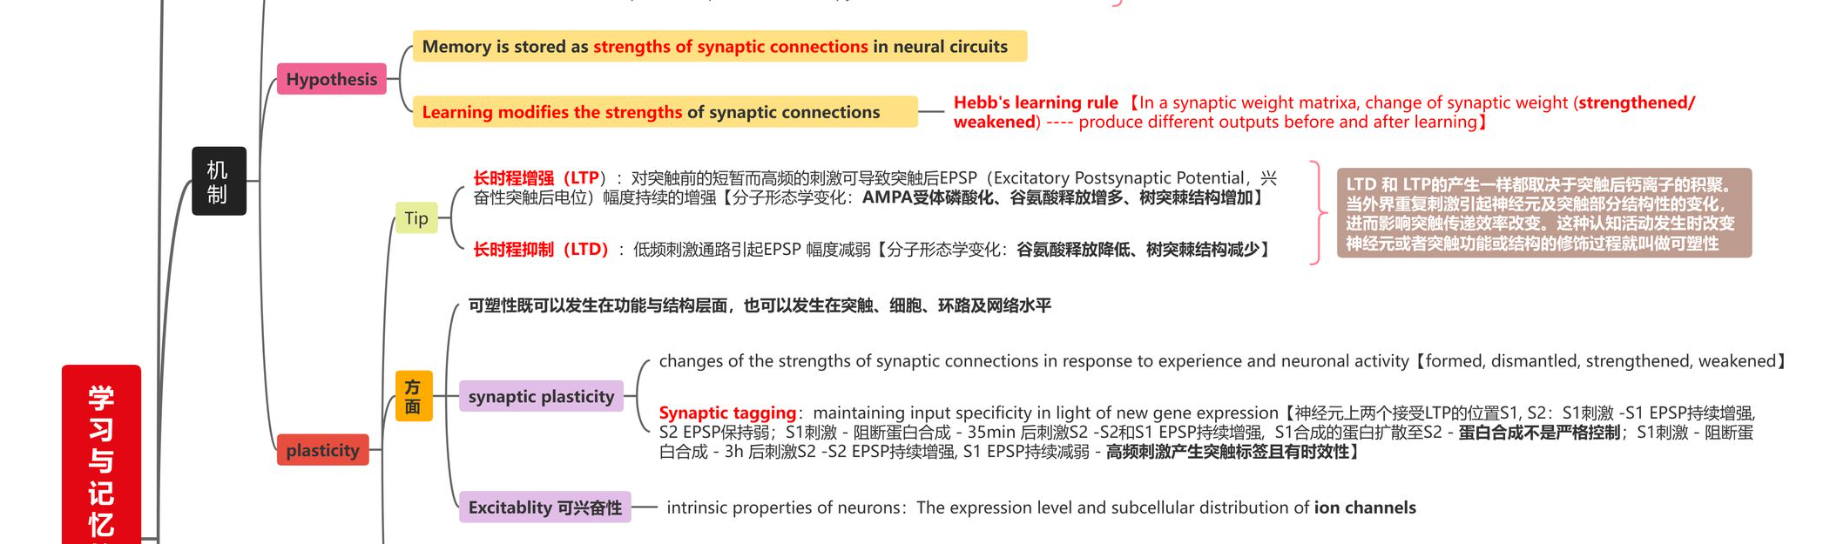 Hypothesis
Memory is stored as strengths of synaptic connections in neural circuits
Learning modifies the strengths of synaptic connections
Hebb's learning rule 【In a synaptic weight matrixa, change of synaptic weight (strengthened/
weakened) ---- produce different outputs before and after learning】
机
制
Tip
长时程增强（LTP）：对突触前的短暂而高频的刺激可导致突触后EPSP（Excitatory Postsynaptic Potential，兴
奋性突触后电位）幅度持续的增强【分子形态学变化：AMPA受体磷酸化、谷氨酸释放增多、树突棘结构增加】
长时程抑制（LTD）：低频刺激通路引起EPSP 幅度减弱【分子形态学变化：谷氨酸释放降低、树突棘结构减少】
LTD 和 LTP的产生一样都取决于突触后钙离子的积聚。
当外界重复刺激引起神经元及突触部分结构性的变化，
进而影响突触传递效率改变。这种认知活动发生时改变
神经元或者突触功能或结构的修饰过程就叫做可塑性
plasticity
方
面
可塑性既可以发生在功能与结构层面，也可以发生在突触、细胞、环路及网络水平
synaptic plasticity
changes of the strengths of synaptic connections in response to experience and neuronal activity【formed, dismantled, strengthened, weakened】
Synaptic tagging：maintaining input specificity in light of new gene expression【神经元上两个接受LTP的位置S1, S2：S1刺激 -S1 EPSP持续增强,
S2 EPSP保持弱；S1刺激 - 阻断蛋白合成 - 35min 后刺激S2 -S2和S1 EPSP持续增强, S1合成的蛋白扩散至S2 - 蛋白合成不是严格控制；S1刺激 - 阻断蛋
白合成 - 3h 后刺激S2 -S2 EPSP持续增强, S1 EPSP持续减弱 - 高频刺激产生突触标签且有时效性】
Excitablity 可兴奋性
intrinsic properties of neurons：The expression level and subcellular distribution of ion channels
学
习
与
记
忆